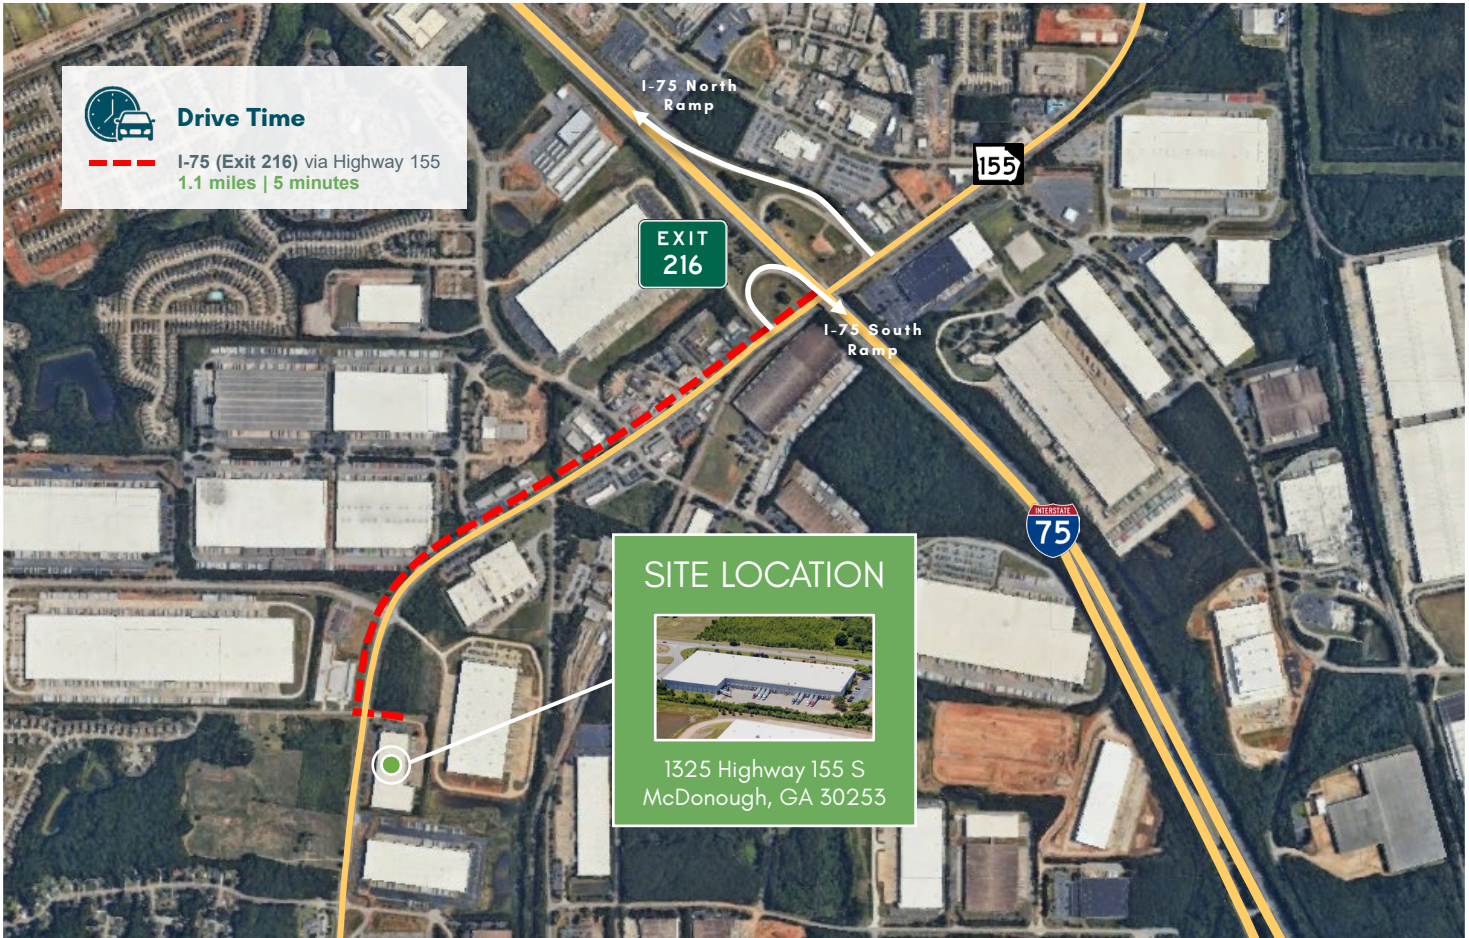 I-75 North
Ramp
Drive Time
I-75 (Exit 216) via Highway 155
1.1 miles | 5 minutes
155
EXIT
216
I-75 South
Ramp
INTERSTATE
75
SITE LOCATION
1325 Highway 155 S
McDonough, GA 30253